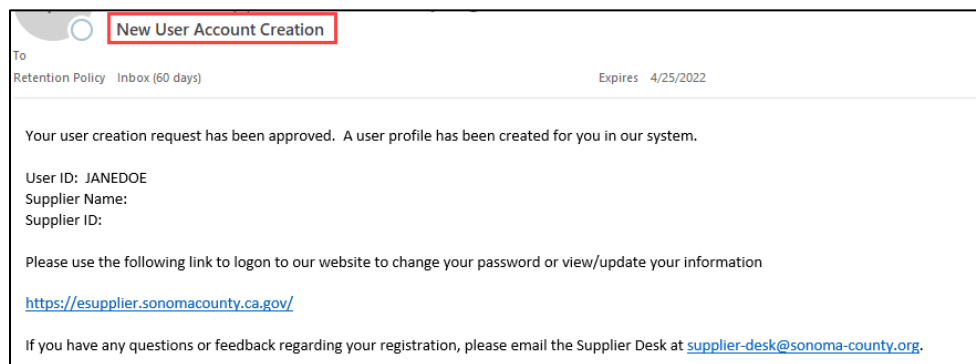 New User Account Creation
To
Retention Policy Inbox (60 days) Expires 4/25/2022
Your user creation request has been approved.  A user profile has been created for you in our system.
User ID:  JANEDOE
Supplier Name:
Supplier ID:
Please use the following link to logon to our website to change your password or view/update your information
https://esupplier.sonomacounty.ca.gov/
If you have any questions or feedback regarding your registration, please email the Supplier Desk at supplier-desk@sonoma-county.org.